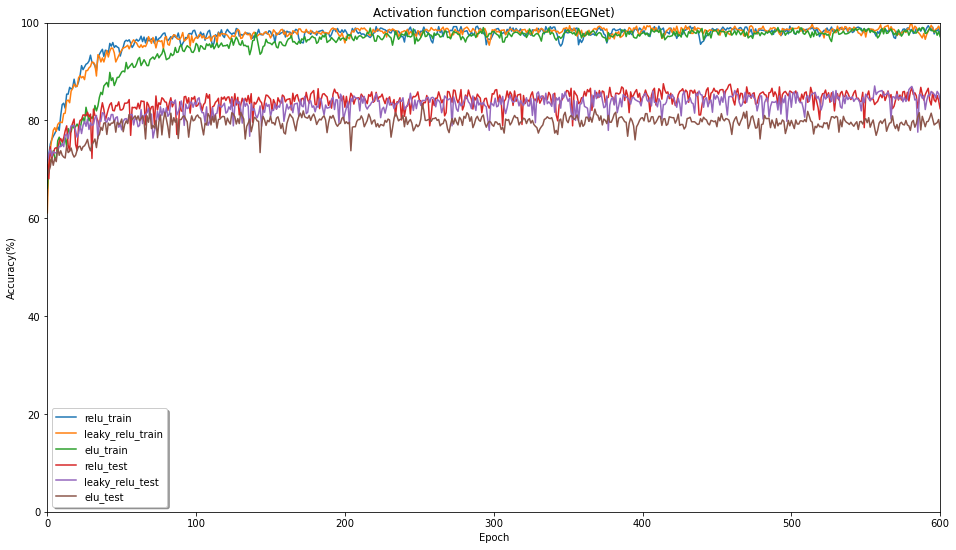 Activation function comparison(EEGNet)
100
80
60
40
20
0
Accuracy(%)
relu_train
leaky_relu_train
elu_train
relu_test
leaky_relu_test
elu_test
0 100 200 300 400 500 600
Epoch